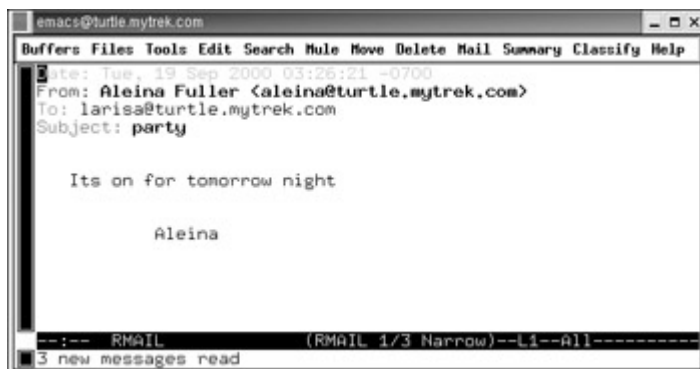 emacs@turtle.mytrek.com
Buffers Files Tools Edit Search Mule Move Delete Mail Summary Classify Help
Date: Tue, 19 Sep 2000 03:26:21 -0700
From: Aleina Fuller <aleina@turtle.mytrek.com>
To: larisa@turtle.mytrek.com
Subject: party
Its on for tomorrow night
Aleina
--:-- RMAIL (RMAIL 1/3 Narrow)--L1--All----------
3 new messages read